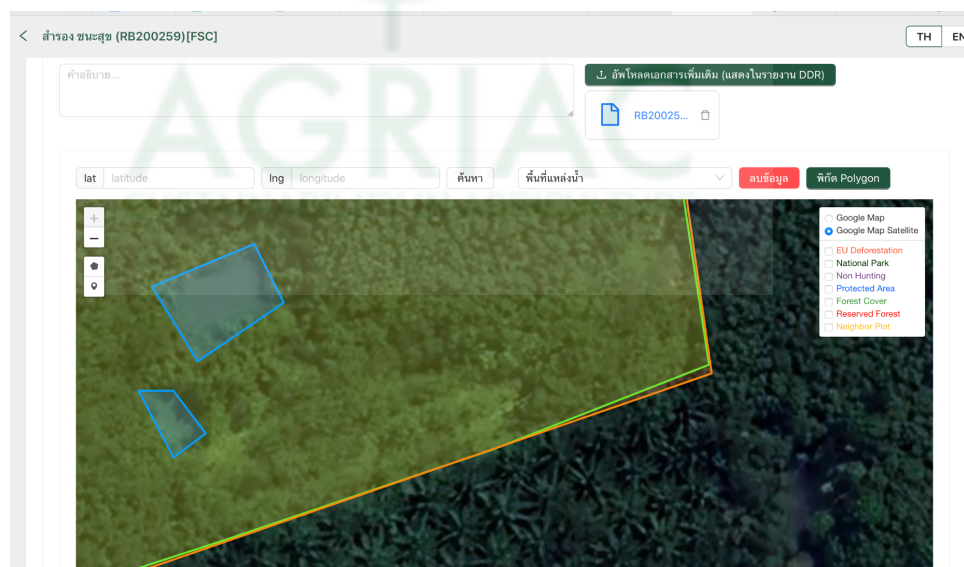 สำรอง ชนะสุข (RB200259)[FSC]
TH EN
คำอธิบาย...
อัพโหลดเอกสารเพิ่มเติม (แสดงในรายงาน DDR)
RB20025...
AGRIAC
lat latitude lng longitude ค้นหา พื้นที่แหล่งน้ำ ลบข้อมูล พิกัด Polygon
+
−
Google Map
Google Map Satellite
EU Deforestation
National Park
Non Hunting
Protected Area
Forest Cover
Reserved Forest
Neighbor Plot